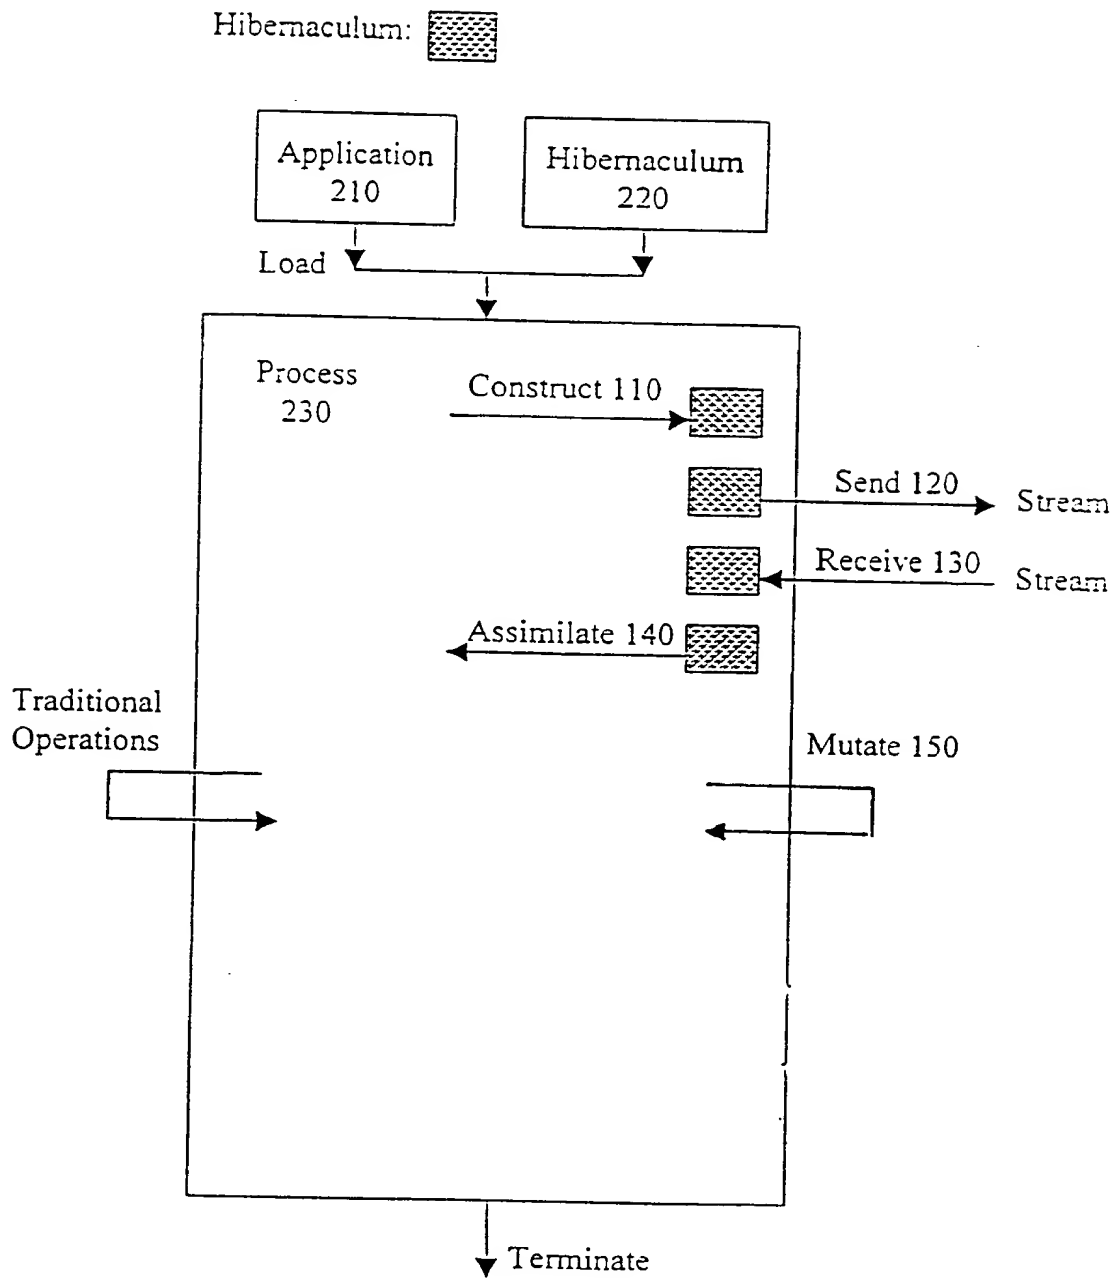 Hibernaculum:
Application
210
Hibernaculum
220
Load
Process
230
Construct 110
Send 120
Stream
Receive 130
Stream
Assimilate 140
Traditional
Operations
Mutate 150
Terminate